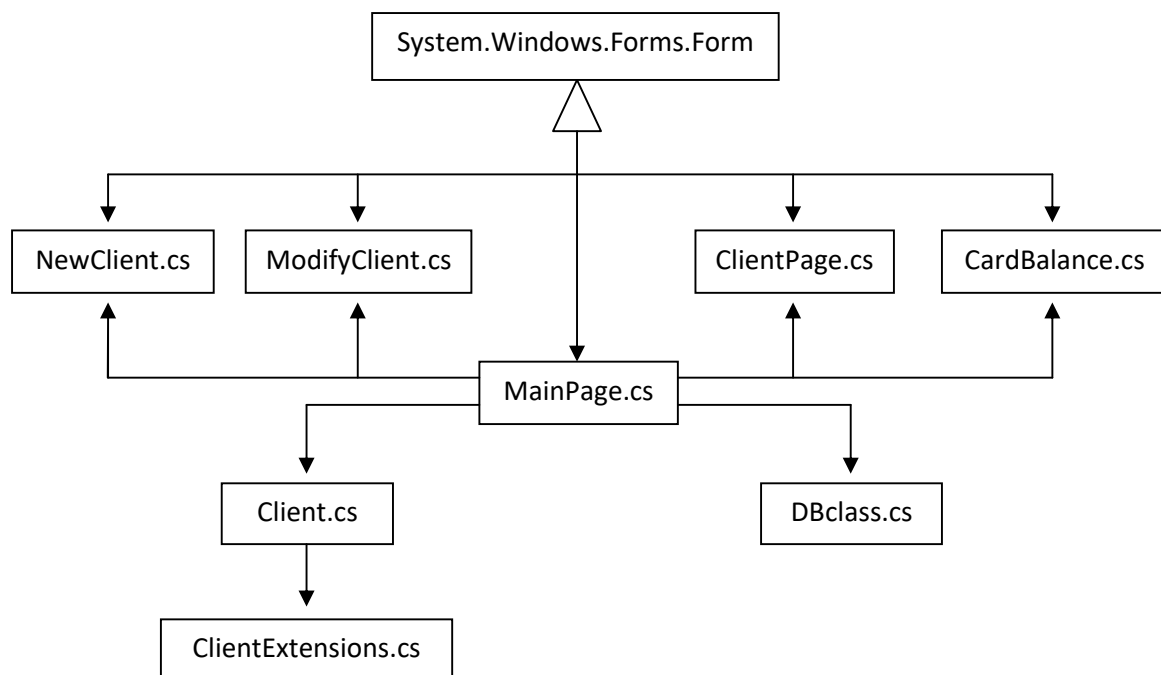 System.Windows.Forms.Form
NewClient.cs
ModifyClient.cs
ClientPage.cs
CardBalance.cs
MainPage.cs
Client.cs
DBclass.cs
ClientExtensions.cs